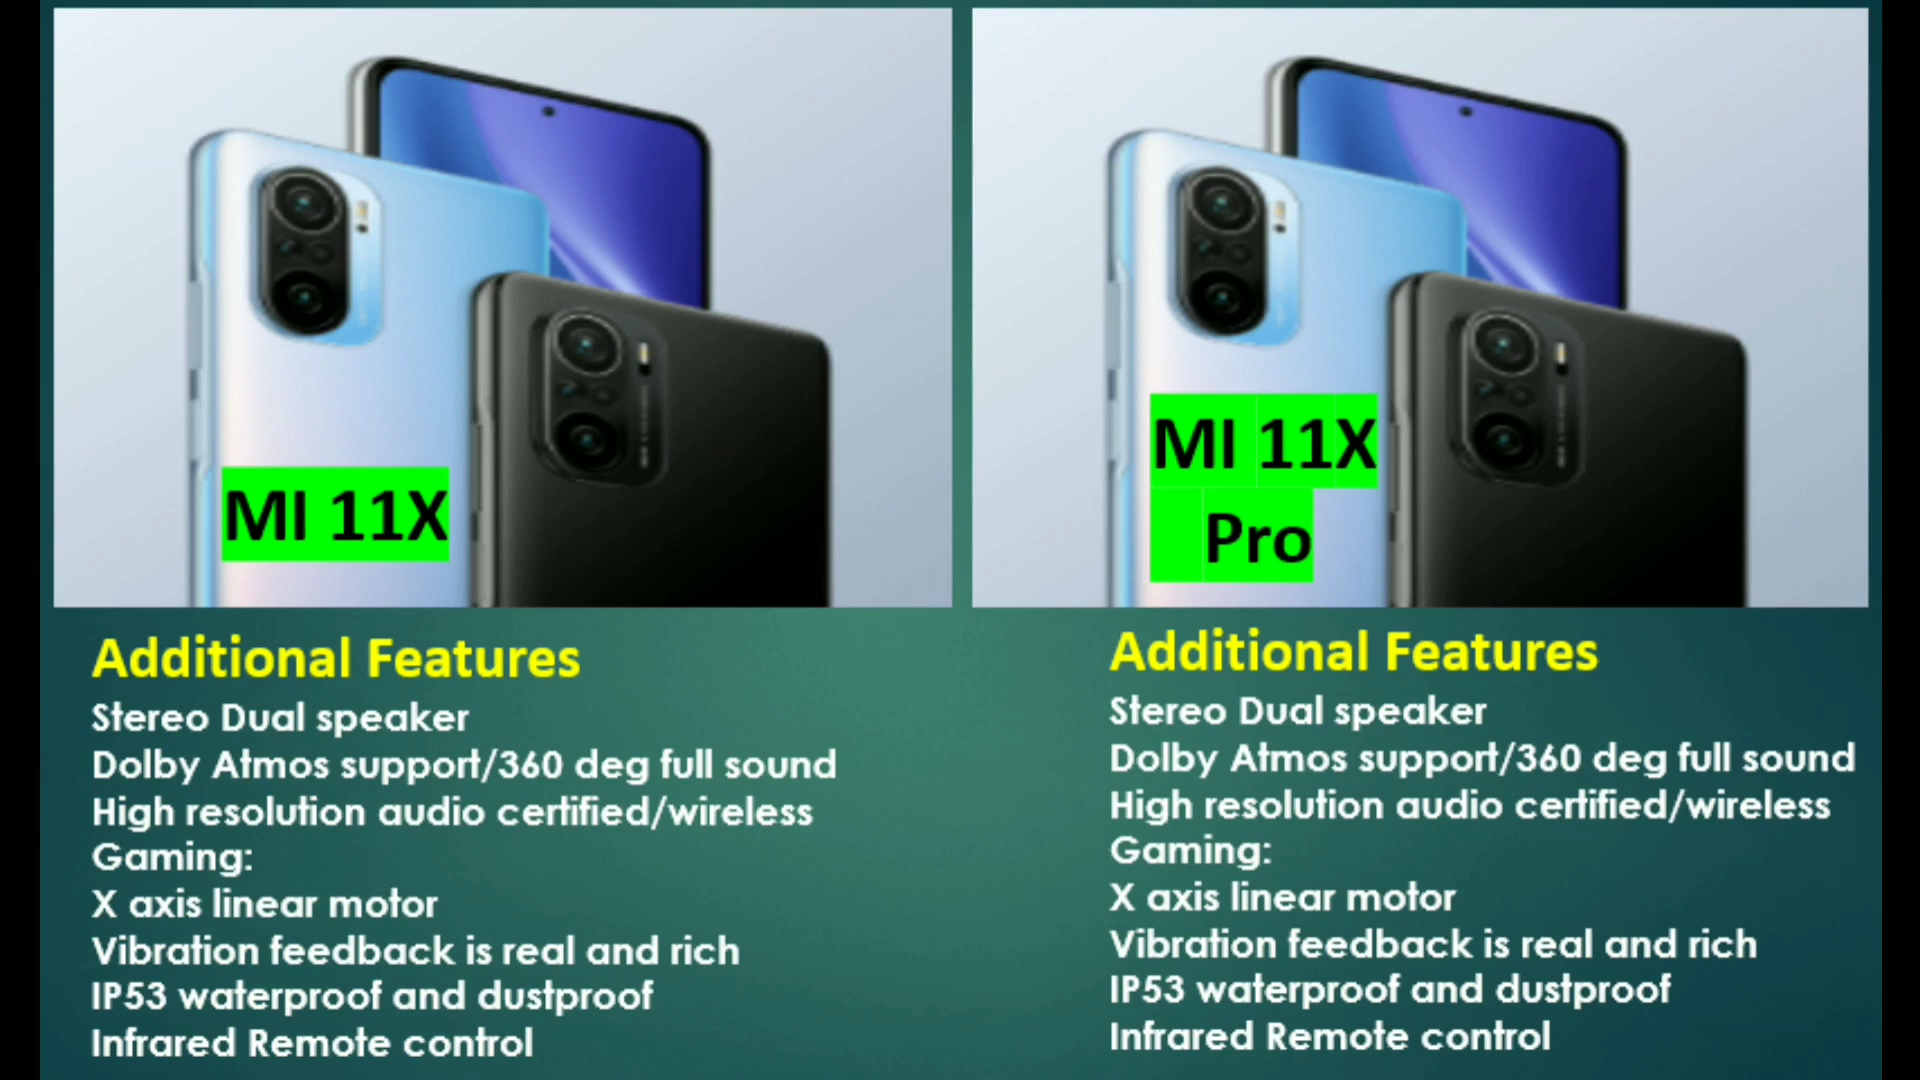 MI 11X
Additional Features
Stereo Dual speaker
Dolby Atmos support/360 deg full sound
High resolution audio certified/wireless
Gaming:
X axis linear motor
Vibration feedback is real and rich
IP53 waterproof and dustproof
Infrared Remote control
MI 11X
Pro
Additional Features
Stereo Dual speaker
Dolby Atmos support/360 deg full sound
High resolution audio certified/wireless
Gaming:
X axis linear motor
Vibration feedback is real and rich
IP53 waterproof and dustproof
Infrared Remote control